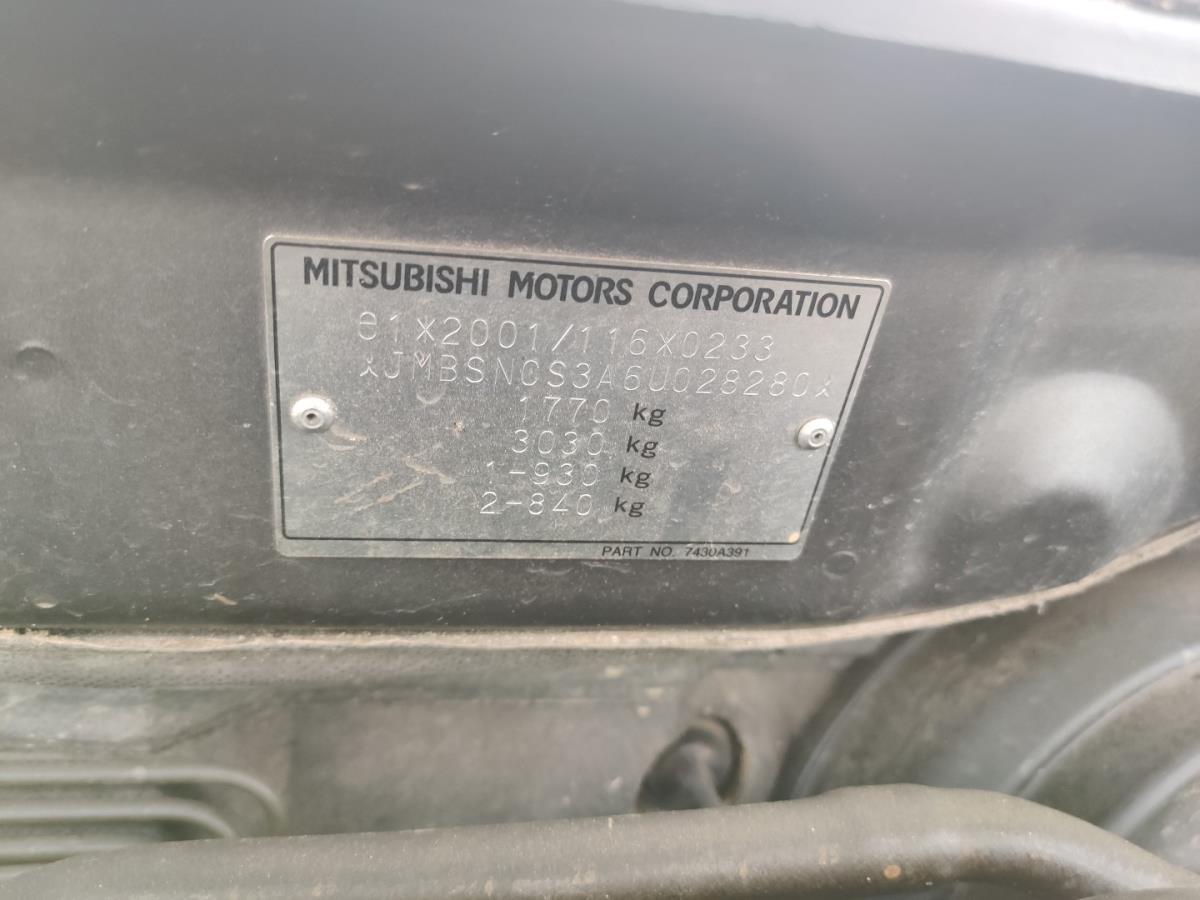 MITSUBISHI MOTORS CORPORATION
e1*2001/116*0233
*JMBSNCS3A6U028280*
1770 kg
3030 kg
1-930 kg
2-840 kg
PART NO. 7430A391